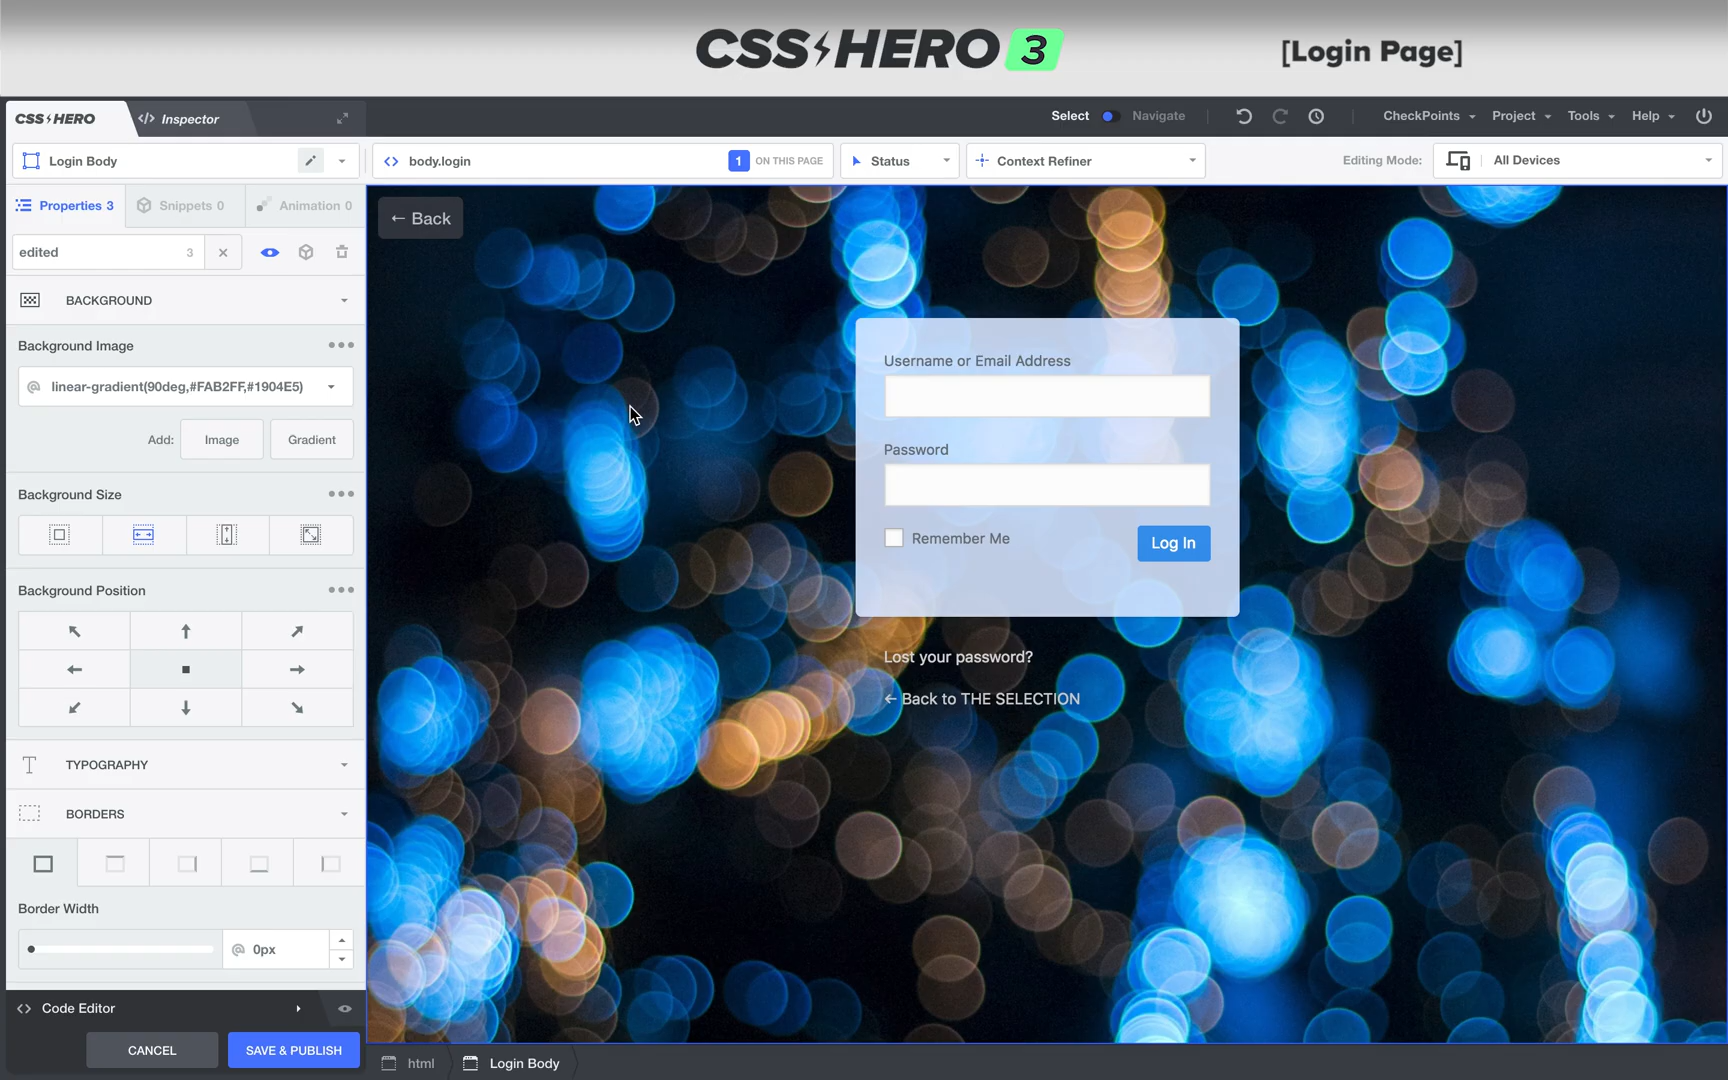 CSS HERO 3
[Login Page]
CSS HERO
</> Inspector
Select
Navigate
CheckPoints
Project
Tools
Help
Login Body
<> body.login
1 ON THIS PAGE
Status
Context Refiner
Editing Mode:
All Devices
Properties 3
Snippets 0
Animation 0
← Back
edited
3
BACKGROUND
Background Image
@ linear-gradient(90deg,#FAB2FF,#1904E5)
Add:
Image
Gradient
Background Size
Background Position
TYPOGRAPHY
BORDERS
Border Width
@ 0px
Username or Email Address
Password
Remember Me
Log In
Lost your password?
← Back to THE SELECTION
<> Code Editor
CANCEL
SAVE & PUBLISH
html
Login Body